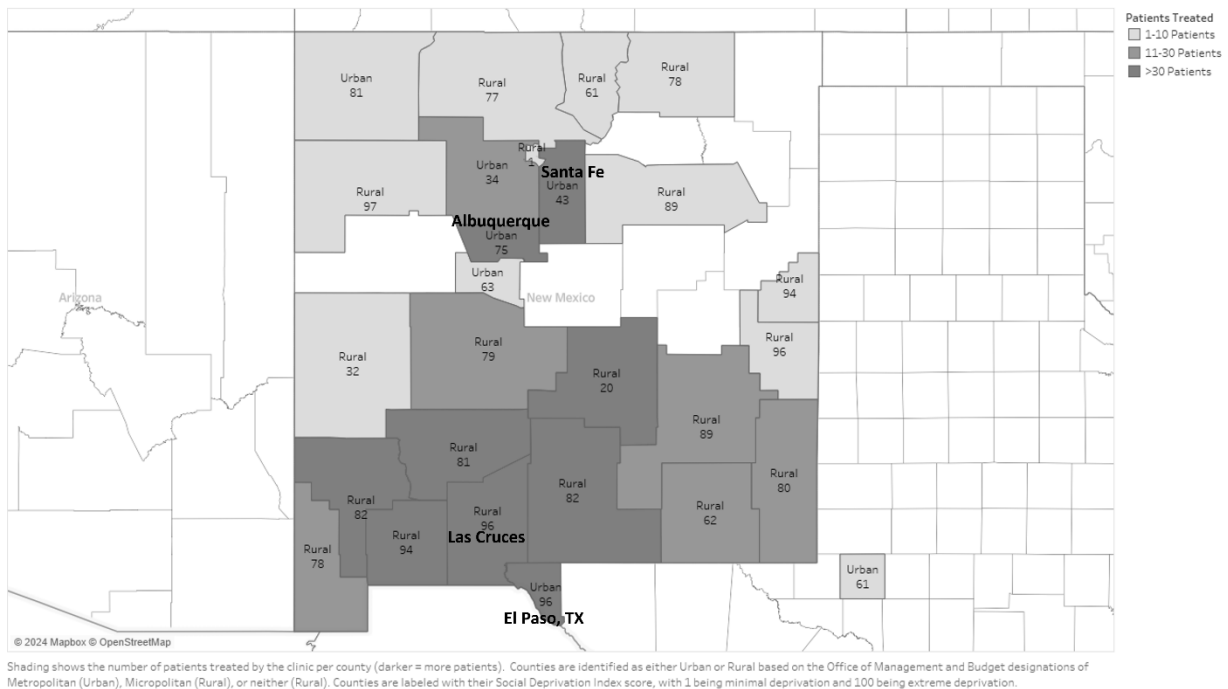 Patients Treated
1-10 Patients
11-30 Patients
>30 Patients
Urban
81
Rural
77
Rural
61
Rural
78
Rural
1
Urban
34
Santa Fe
Urban
43
Rural
97
Rural
89
Albuquerque
Urban
75
Urban
63
Rural
94
Arizona
New Mexico
Rural
96
Rural
32
Rural
79
Rural
20
Rural
89
Rural
81
Rural
80
Rural
82
Rural
82
Rural
62
Rural
96
Las Cruces
Rural
94
Rural
78
Urban
61
Urban
96
El Paso, TX
© 2024 Mapbox © OpenStreetMap
Shading shows the number of patients treated by the clinic per county (darker = more patients). Counties are identified as either Urban or Rural based on the Office of Management and Budget designations of
Metropolitan (Urban), Micropolitan (Rural), or neither (Rural). Counties are labeled with their Social Deprivation Index score, with 1 being minimal deprivation and 100 being extreme deprivation.